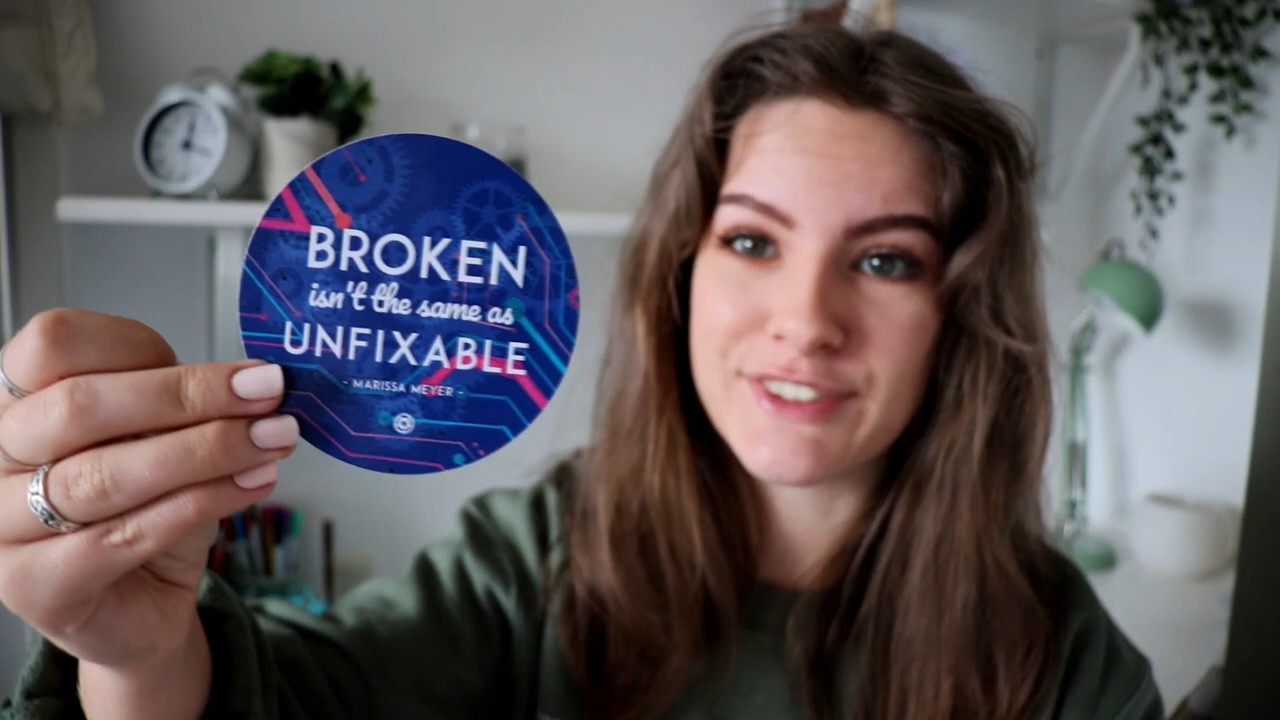 BROKEN
isn't the same as
UNFIXABLE
- MARISSA MEYER -